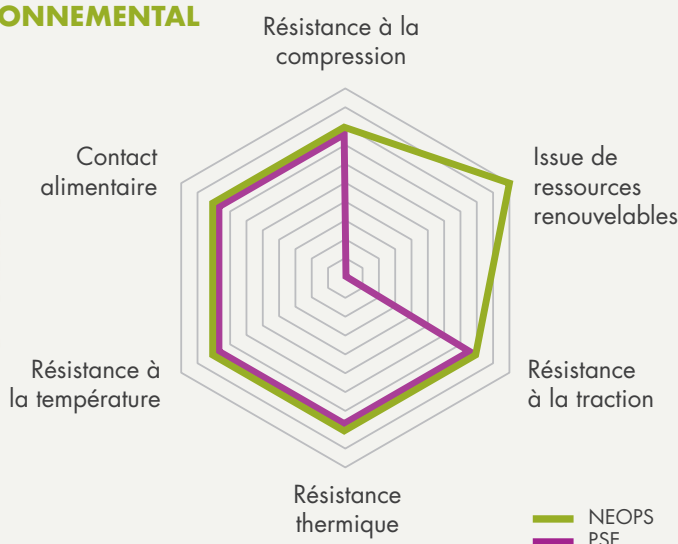 ONNEMENTAL
Résistance à la
compression
Contact
alimentaire
Issue de
ressources
renouvelables
Résistance à
la température
Résistance
à la traction
Résistance
thermique
NEOPS
PSE